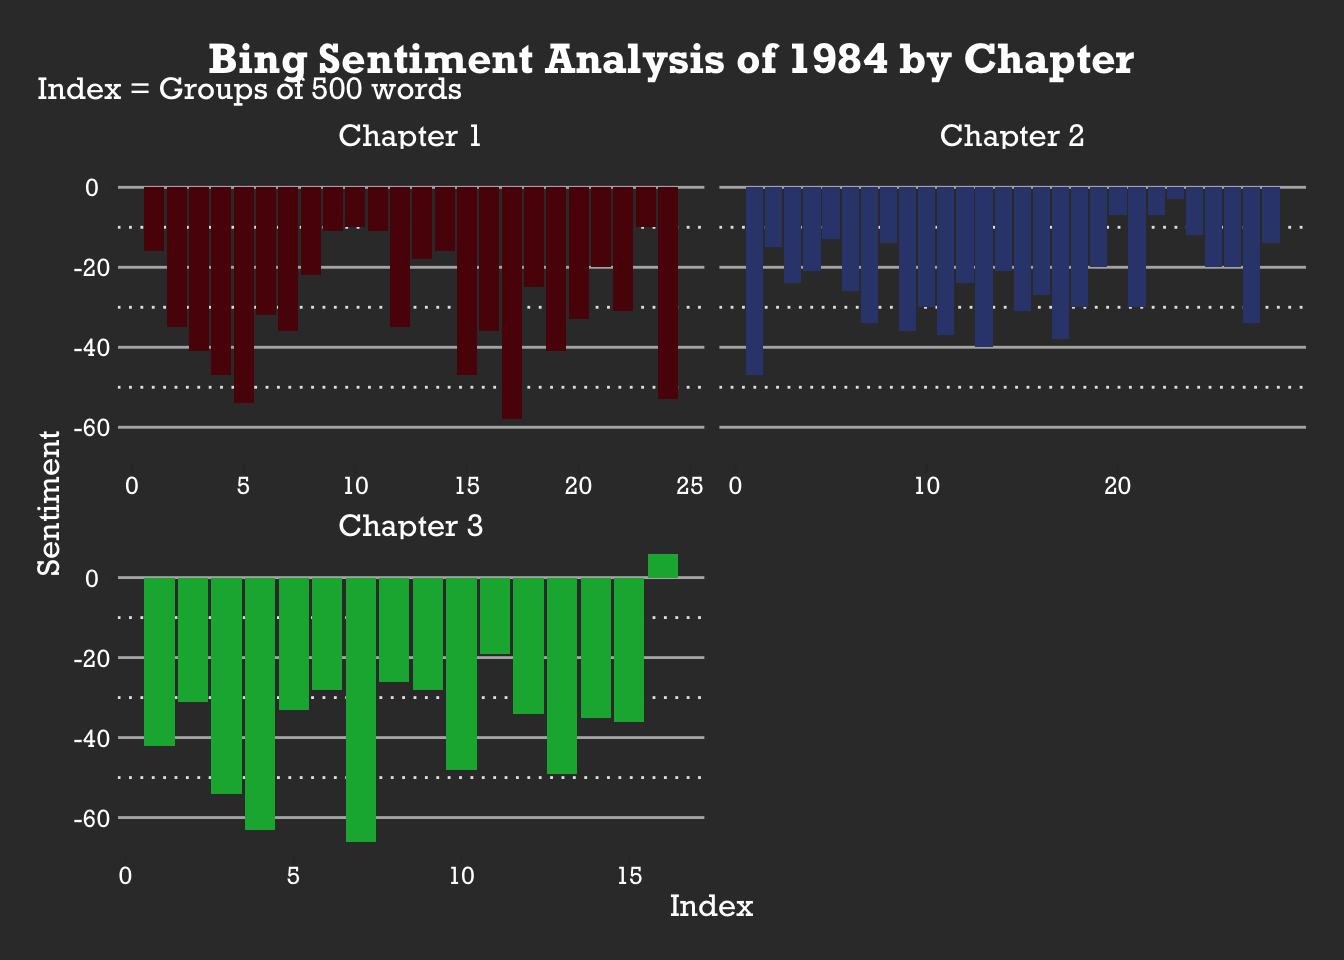 Bing Sentiment Analysis of 1984 by Chapter
Index = Groups of 500 words
Chapter 1
Chapter 2
0
-20
-40
-60
0 5 10 15 20 25
0 10 20
Sentiment
Chapter 3
0
-20
-40
-60
0 5 10 15
Index